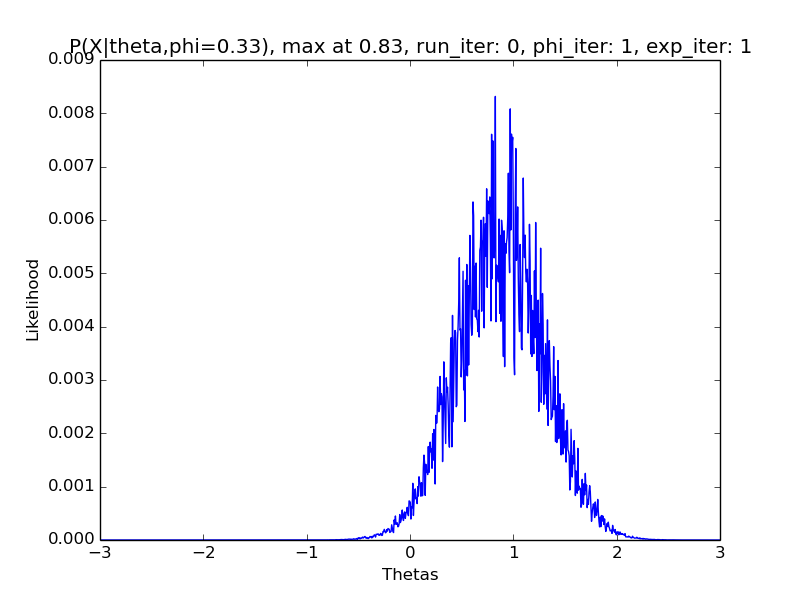 P(X|theta,phi=0.33), max at 0.83, run_iter: 0, phi_iter: 1, exp_iter: 1
0.009
0.008
0.007
0.006
0.005
0.004
0.003
0.002
0.001
0.000
Likelihood
−3 −2 −1 0 1 2 3
Thetas